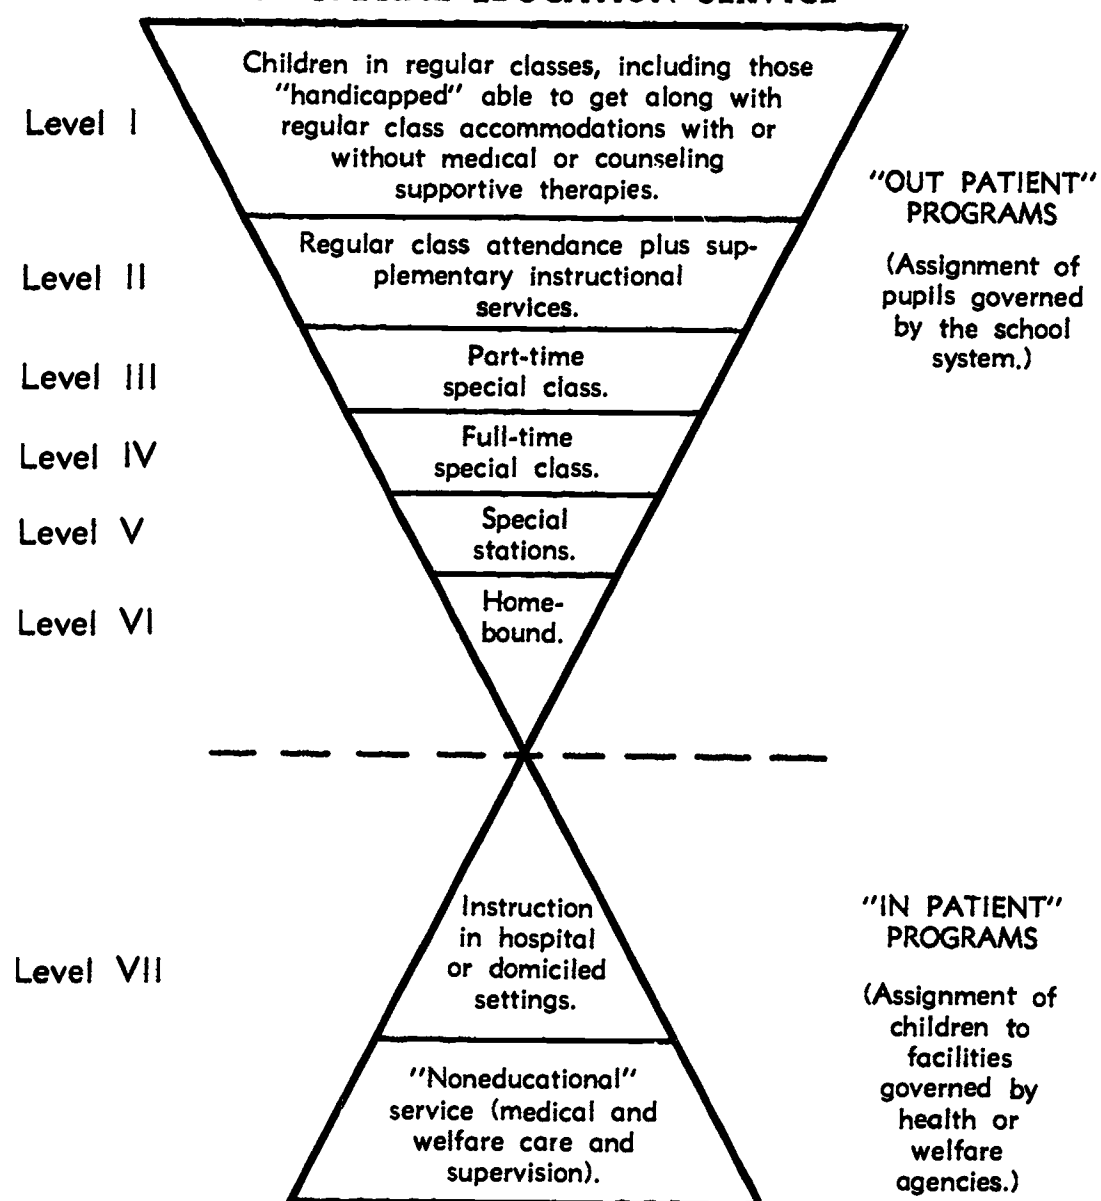 Level I
Children in regular classes, including those
"handicapped" able to get along with
regular class accommodations with or
without medical or counseling
supportive therapies.
"OUT PATIENT"
PROGRAMS
(Assignment of
pupils governed
by the school
system.)
Level II
Regular class attendance plus sup-
plementary instructional
services.
Level III
Part-time
special class.
Level IV
Full-time
special class.
Level V
Special
stations.
Level VI
Home-
bound.
Level VII
Instruction
in hospital
or domiciled
settings.
"IN PATIENT"
PROGRAMS
(Assignment of
children to
facilities
governed by
health or
welfare
agencies.)
"Noneducational"
service (medical and
welfare care and
supervision).